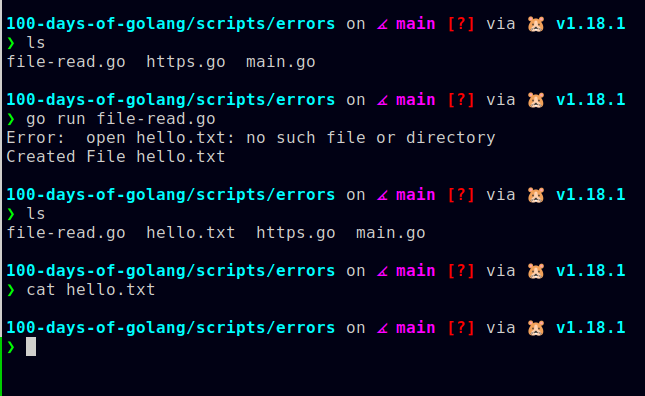 100-days-of-golang/scripts/errors on ∡ main [?] via 🐹 v1.18.1
❯ ls
file-read.go  https.go  main.go
100-days-of-golang/scripts/errors on ∡ main [?] via 🐹 v1.18.1
❯ go run file-read.go
Error:  open hello.txt: no such file or directory
Created File hello.txt
100-days-of-golang/scripts/errors on ∡ main [?] via 🐹 v1.18.1
❯ ls
file-read.go  hello.txt  https.go  main.go
100-days-of-golang/scripts/errors on ∡ main [?] via 🐹 v1.18.1
❯ cat hello.txt
100-days-of-golang/scripts/errors on ∡ main [?] via 🐹 v1.18.1
❯